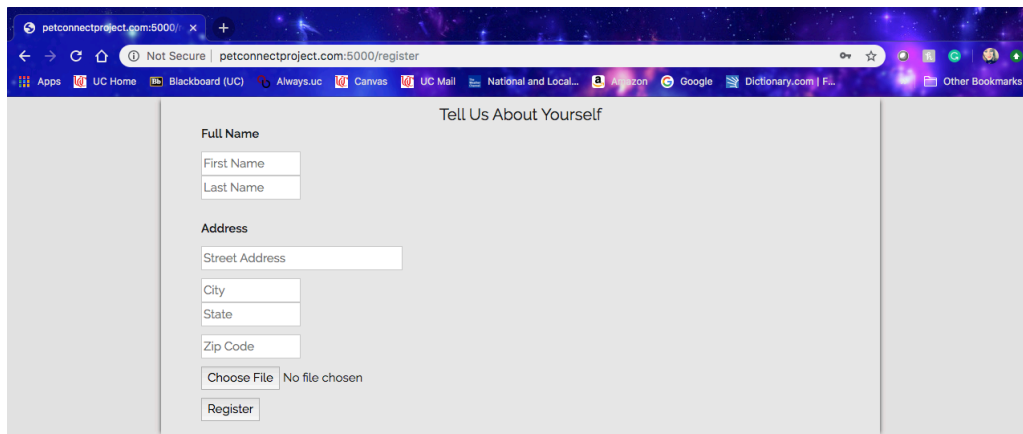 petconnectproject.com:5000/r
Not Secure | petconnectproject.com:5000/register
Apps UC Home Bb Blackboard (UC) Always.uc Canvas UC Mail National and Local... a Amazon G Google Dictionary.com | F... Other Bookmarks
Tell Us About Yourself
Full Name
First Name
Last Name
Address
Street Address
City
State
Zip Code
Choose File No file chosen
Register